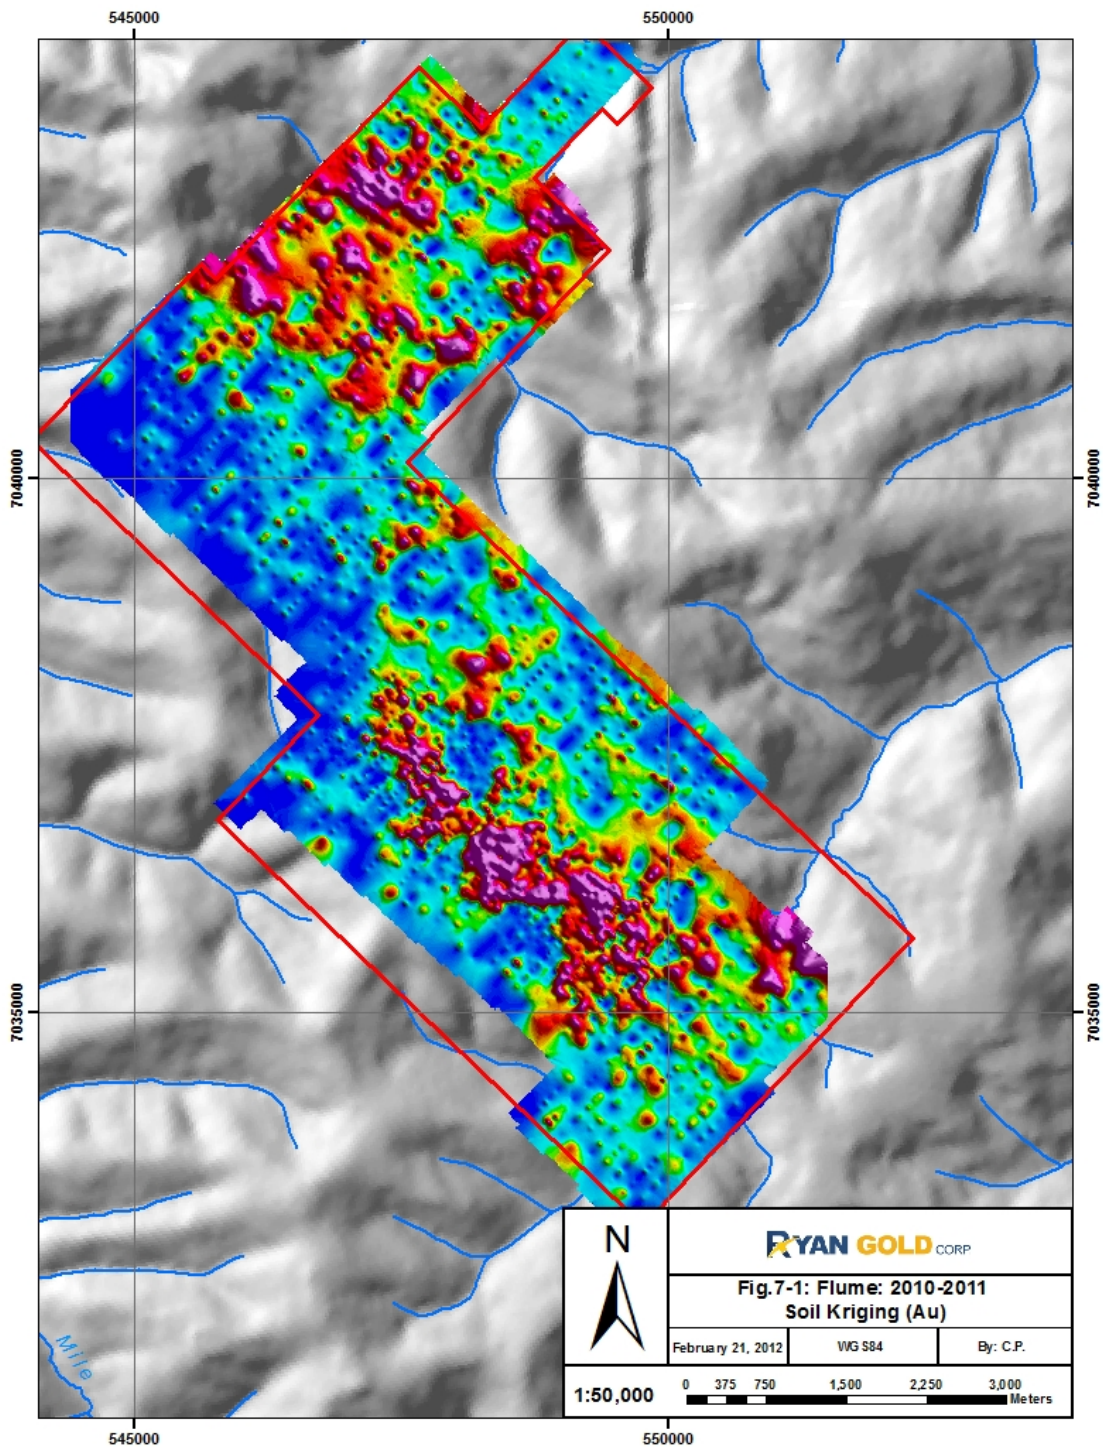 545000
550000
7040000
7040000
7035000
7035000
Mile
N
RYAN GOLD CORP
Fig.7-1: Flume: 2010-2011
Soil Kriging (Au)
February 21, 2012
WGS84
By: C.P.
1:50,000
0 375 750 1,500 2,250 3,000
Meters
545000
550000